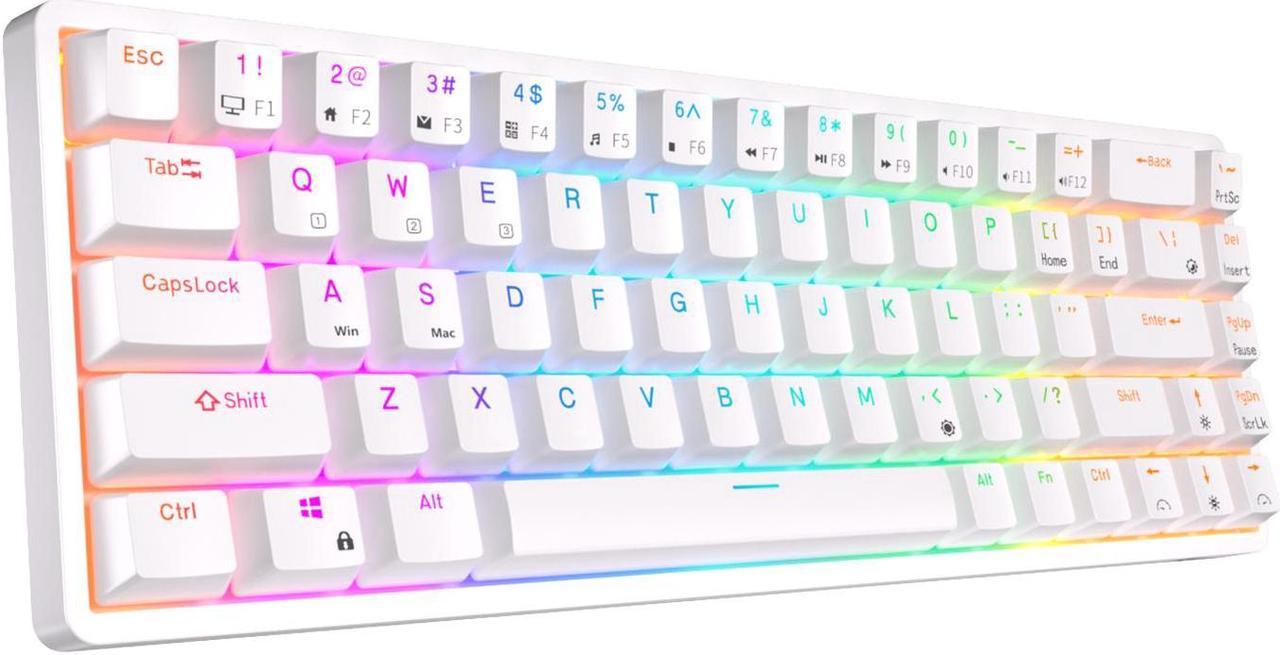 Esc 1! 2@ 3# 4$ 5% 6^ 7& 8* 9( 0) -_ =+ ←Back `~
F1 F2 F3 F4 F5 F6 F7 F8 F9 F10 F11 F12 PrtSc
Tab Q W E R T Y U I O P [{ ]} \¦ Del
1 2 3 Home End Insert
CapsLock A S D F G H J K L ;: '" Enter↵ PgUp
Win Mac Pause
Shift Z X C V B N M ,< .> /? Shift ↑ PgDn
ScrLk
Ctrl Alt Alt Fn Ctrl ← ↓ →